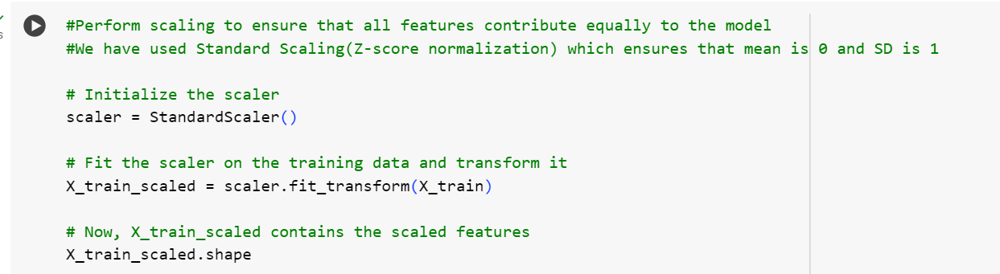 #Perform scaling to ensure that all features contribute equally to the model
#We have used Standard Scaling(Z-score normalization) which ensures that mean is 0 and SD is 1
# Initialize the scaler
scaler = StandardScaler()
# Fit the scaler on the training data and transform it
X_train_scaled = scaler.fit_transform(X_train)
# Now, X_train_scaled contains the scaled features
X_train_scaled.shape